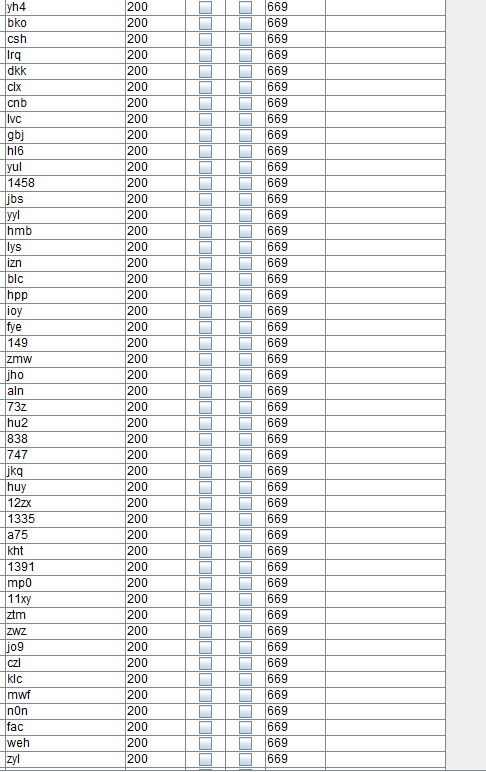 yh4 200 669
bko 200 669
csh 200 669
lrq 200 669
dkk 200 669
clx 200 669
cnb 200 669
lvc 200 669
gbj 200 669
hl6 200 669
yul 200 669
1458 200 669
jbs 200 669
yyl 200 669
hmb 200 669
lys 200 669
izn 200 669
blc 200 669
hpp 200 669
ioy 200 669
fye 200 669
149 200 669
zmw 200 669
jho 200 669
aln 200 669
73z 200 669
hu2 200 669
838 200 669
747 200 669
jkq 200 669
huy 200 669
12zx 200 669
1335 200 669
a75 200 669
kht 200 669
1391 200 669
mp0 200 669
11xy 200 669
ztm 200 669
zwz 200 669
jo9 200 669
czl 200 669
klc 200 669
mwf 200 669
n0n 200 669
fac 200 669
weh 200 669
zyl 200 669